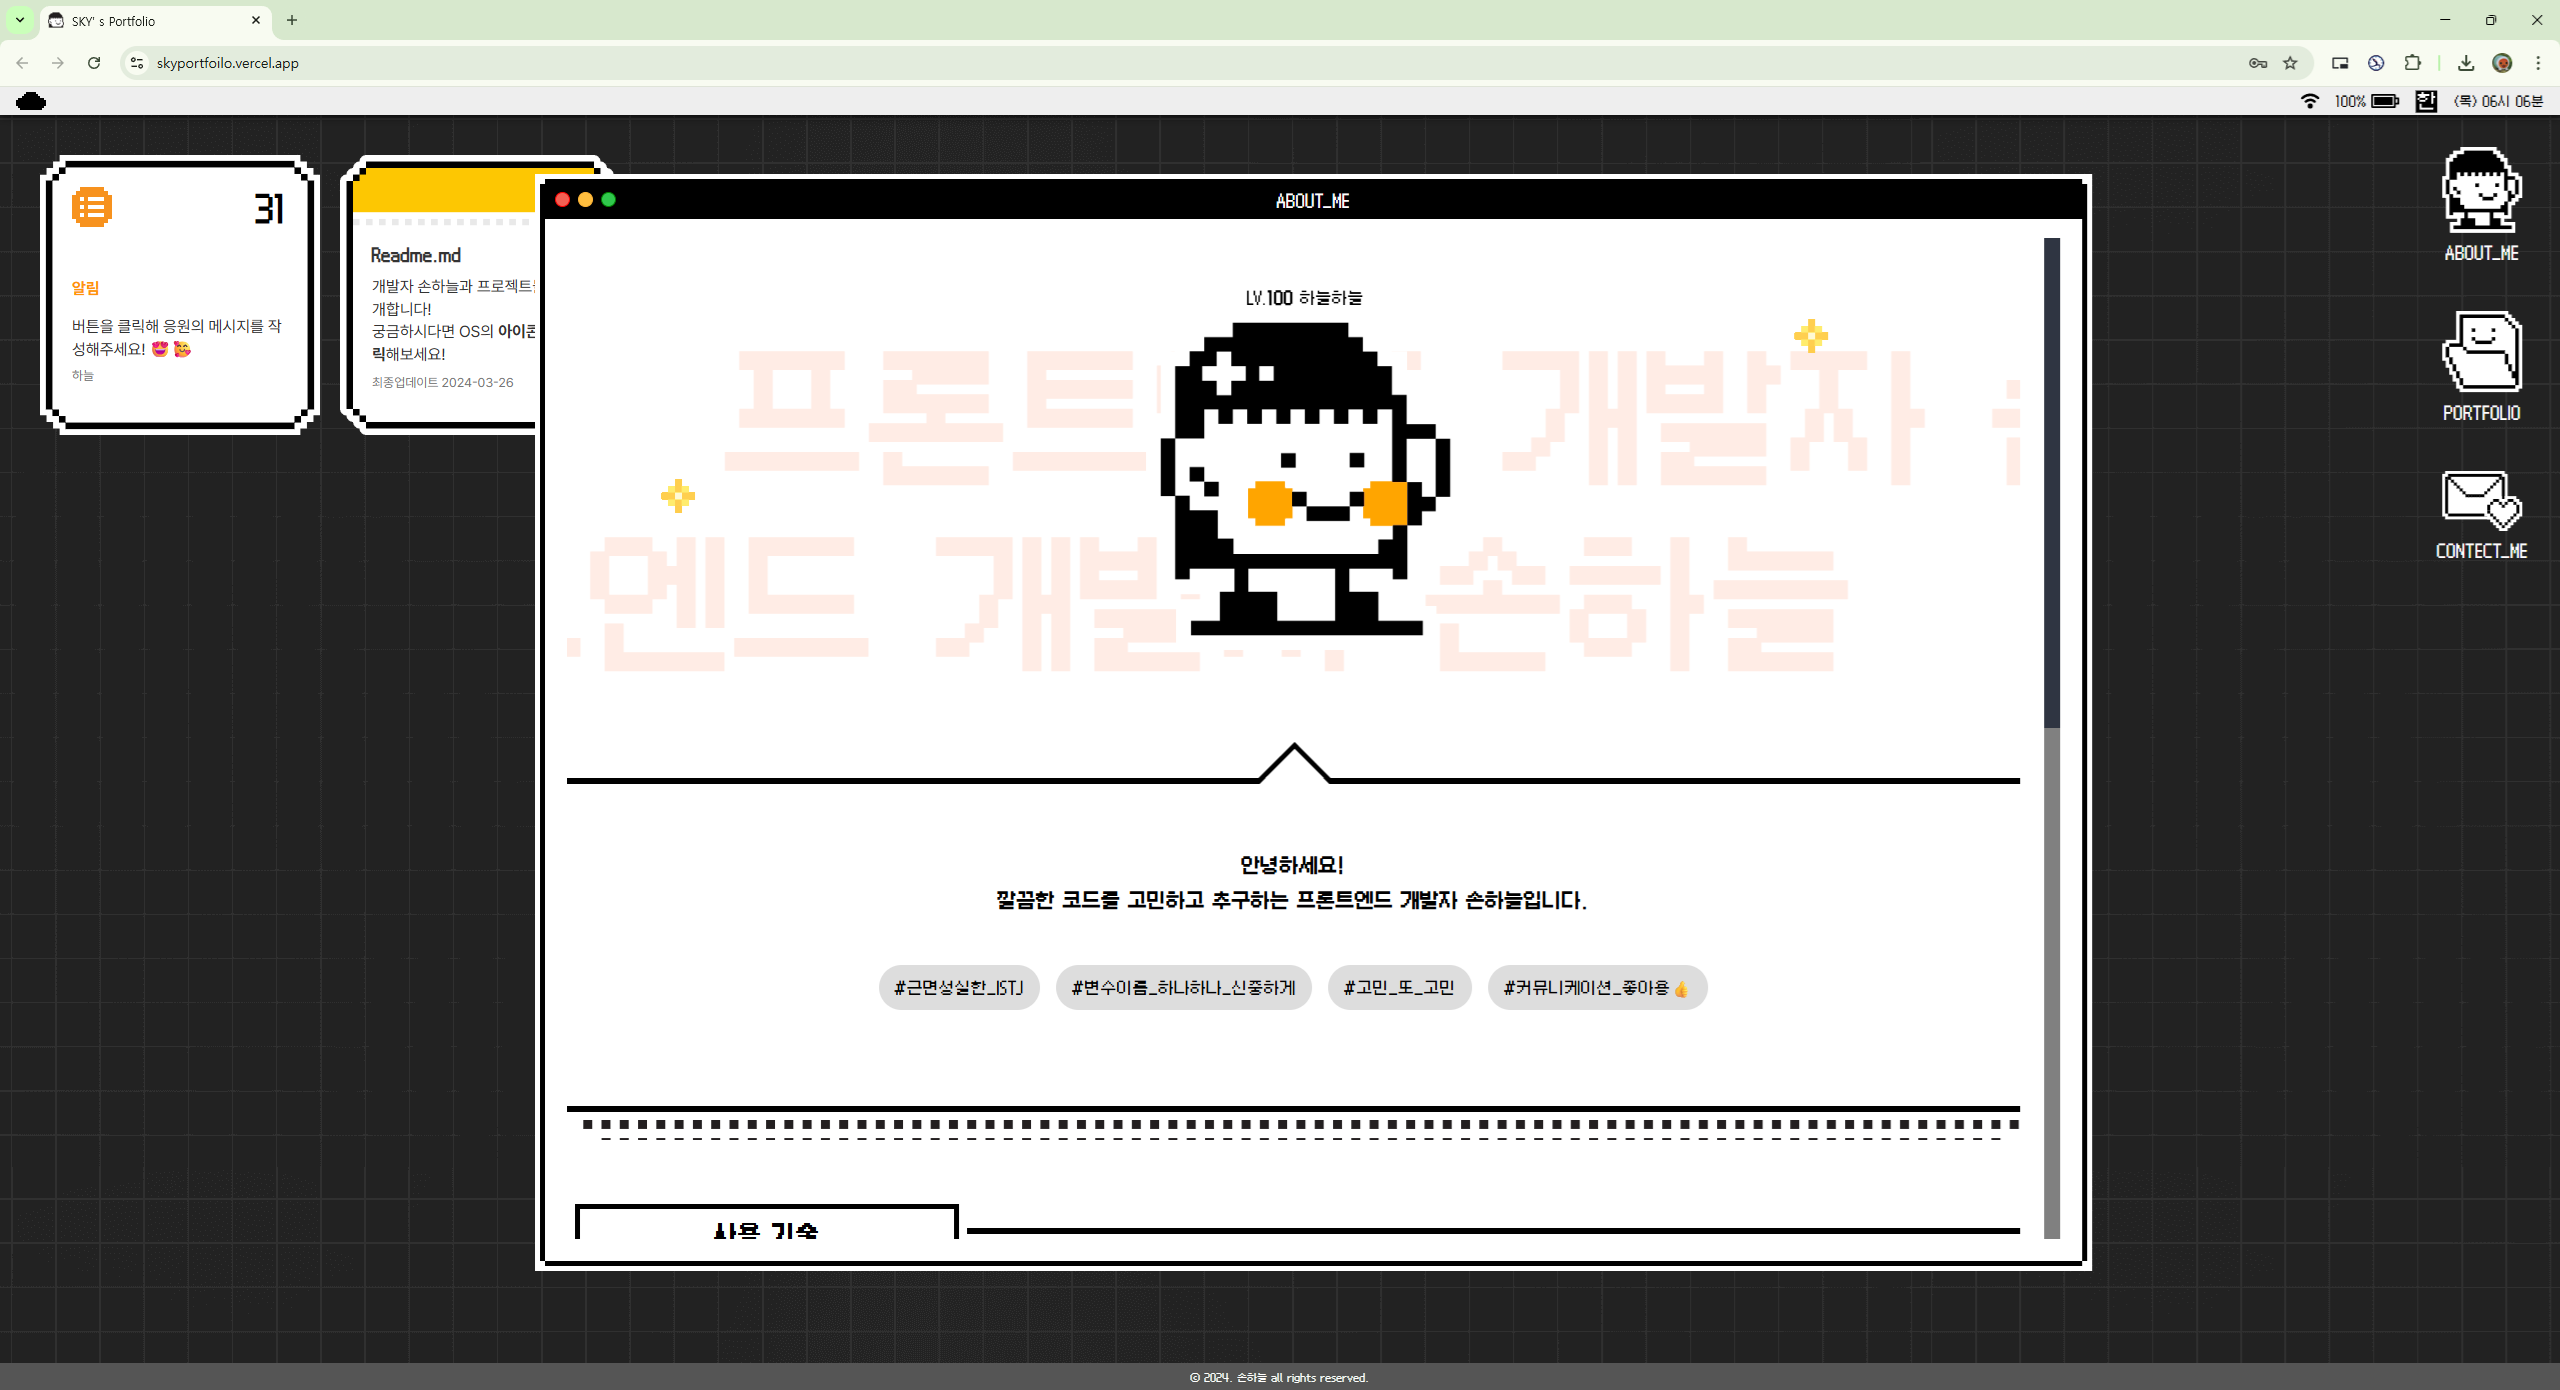 SKY' s Portfolio
skyportfoilo.vercel.app
100%
한
(목) 06시 06분
31
알림
버튼을 클릭해 응원의 메시지를 작
성해주세요! 😍 🥰
하늘
Readme.md
개발자 손하늘과 프로젝트
개합니다!
궁금하시다면 OS의 아이콘
릭해보세요!
최종업데이트 2024-03-26
ABOUT_ME
LV.100 하늘하늘
프론트 개발자
엔드 개발 손하늘
안녕하세요!
깔끔한 코드를 고민하고 추구하는 프론트엔드 개발자 손하늘입니다.
#근면성실한_ISTJ
#변수이름_하나하나_신중하게
#고민_또_고민
#커뮤니케이션_좋아용👍
사용 기술
ABOUT_ME
PORTFOLIO
CONTECT_ME
© 2024. 손하늘 all rights reserved.